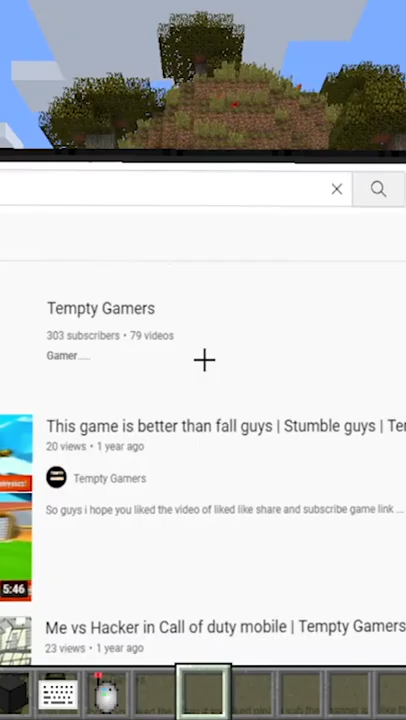 Tempty Gamers
303 subscribers • 79 videos
Gamer.....
This game is better than fall guys | Stumble guys | Te
20 views • 1 year ago
Tempty Gamers
So guys i hope you liked the video of liked like share and subscribe game link ...
5:46
Me vs Hacker in Call of duty mobile | Tempty Gamers
23 views • 1 year ago